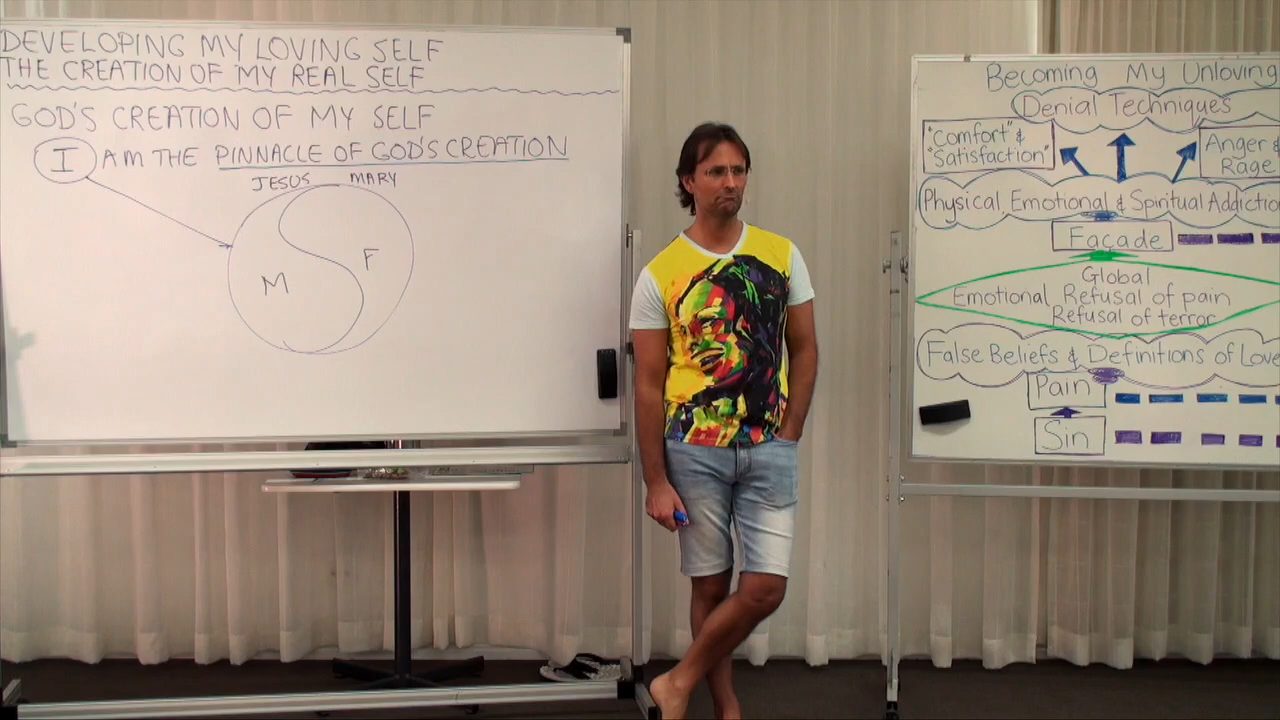 DEVELOPING MY LOVING SELF
THE CREATION OF MY REAL SELF
GOD'S CREATION OF MY SELF
I AM THE PINNACLE OF GOD'S CREATION
JESUS MARY
M F
Becoming My Unloving
Denial Techniques
"Comfort" &
"Satisfaction"
Anger &
Rage
Physical Emotional & Spiritual Addictio
Façade
Global
Emotional Refusal of pain
Refusal of terror
False Beliefs & Definitions of Love
Pain
Sin